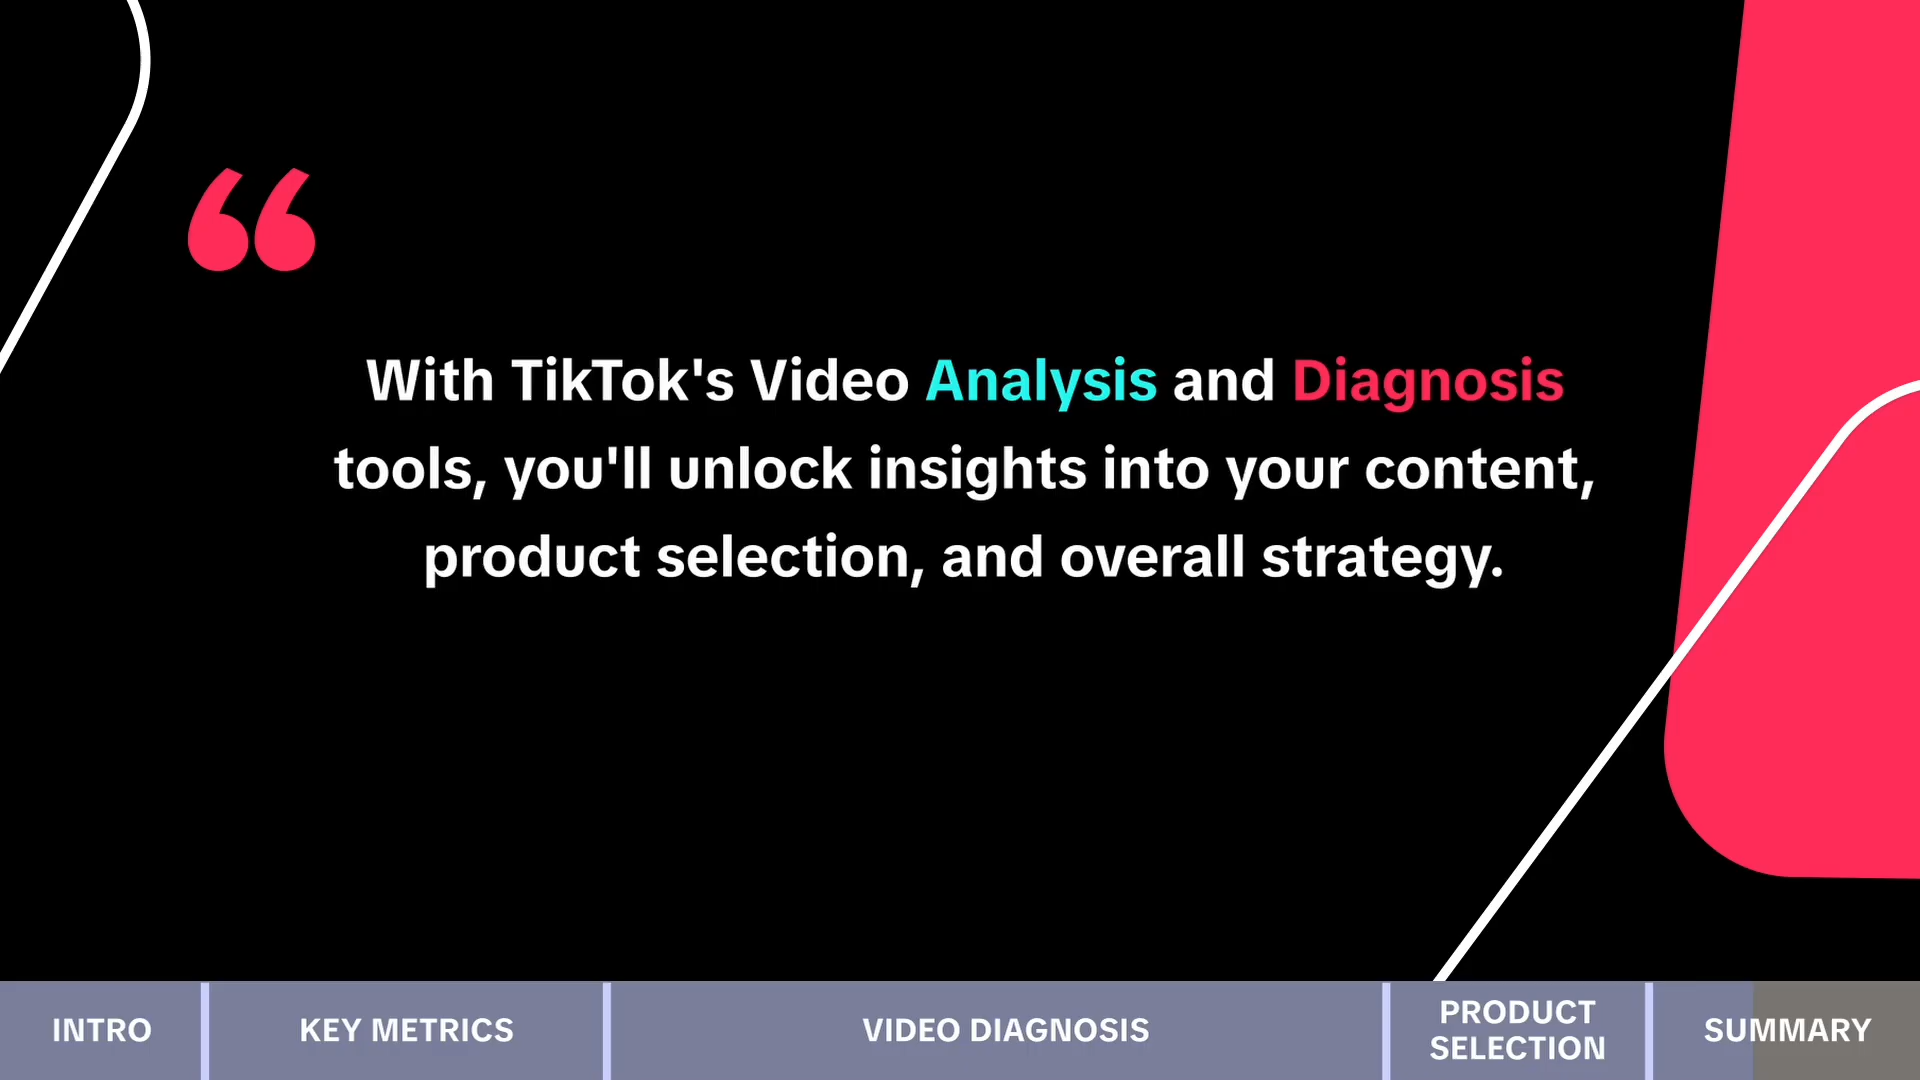 “
With TikTok's Video Analysis and Diagnosis
tools, you'll unlock insights into your content,
product selection, and overall strategy.
INTRO
KEY METRICS
VIDEO DIAGNOSIS
PRODUCT
SELECTION
SUMMARY